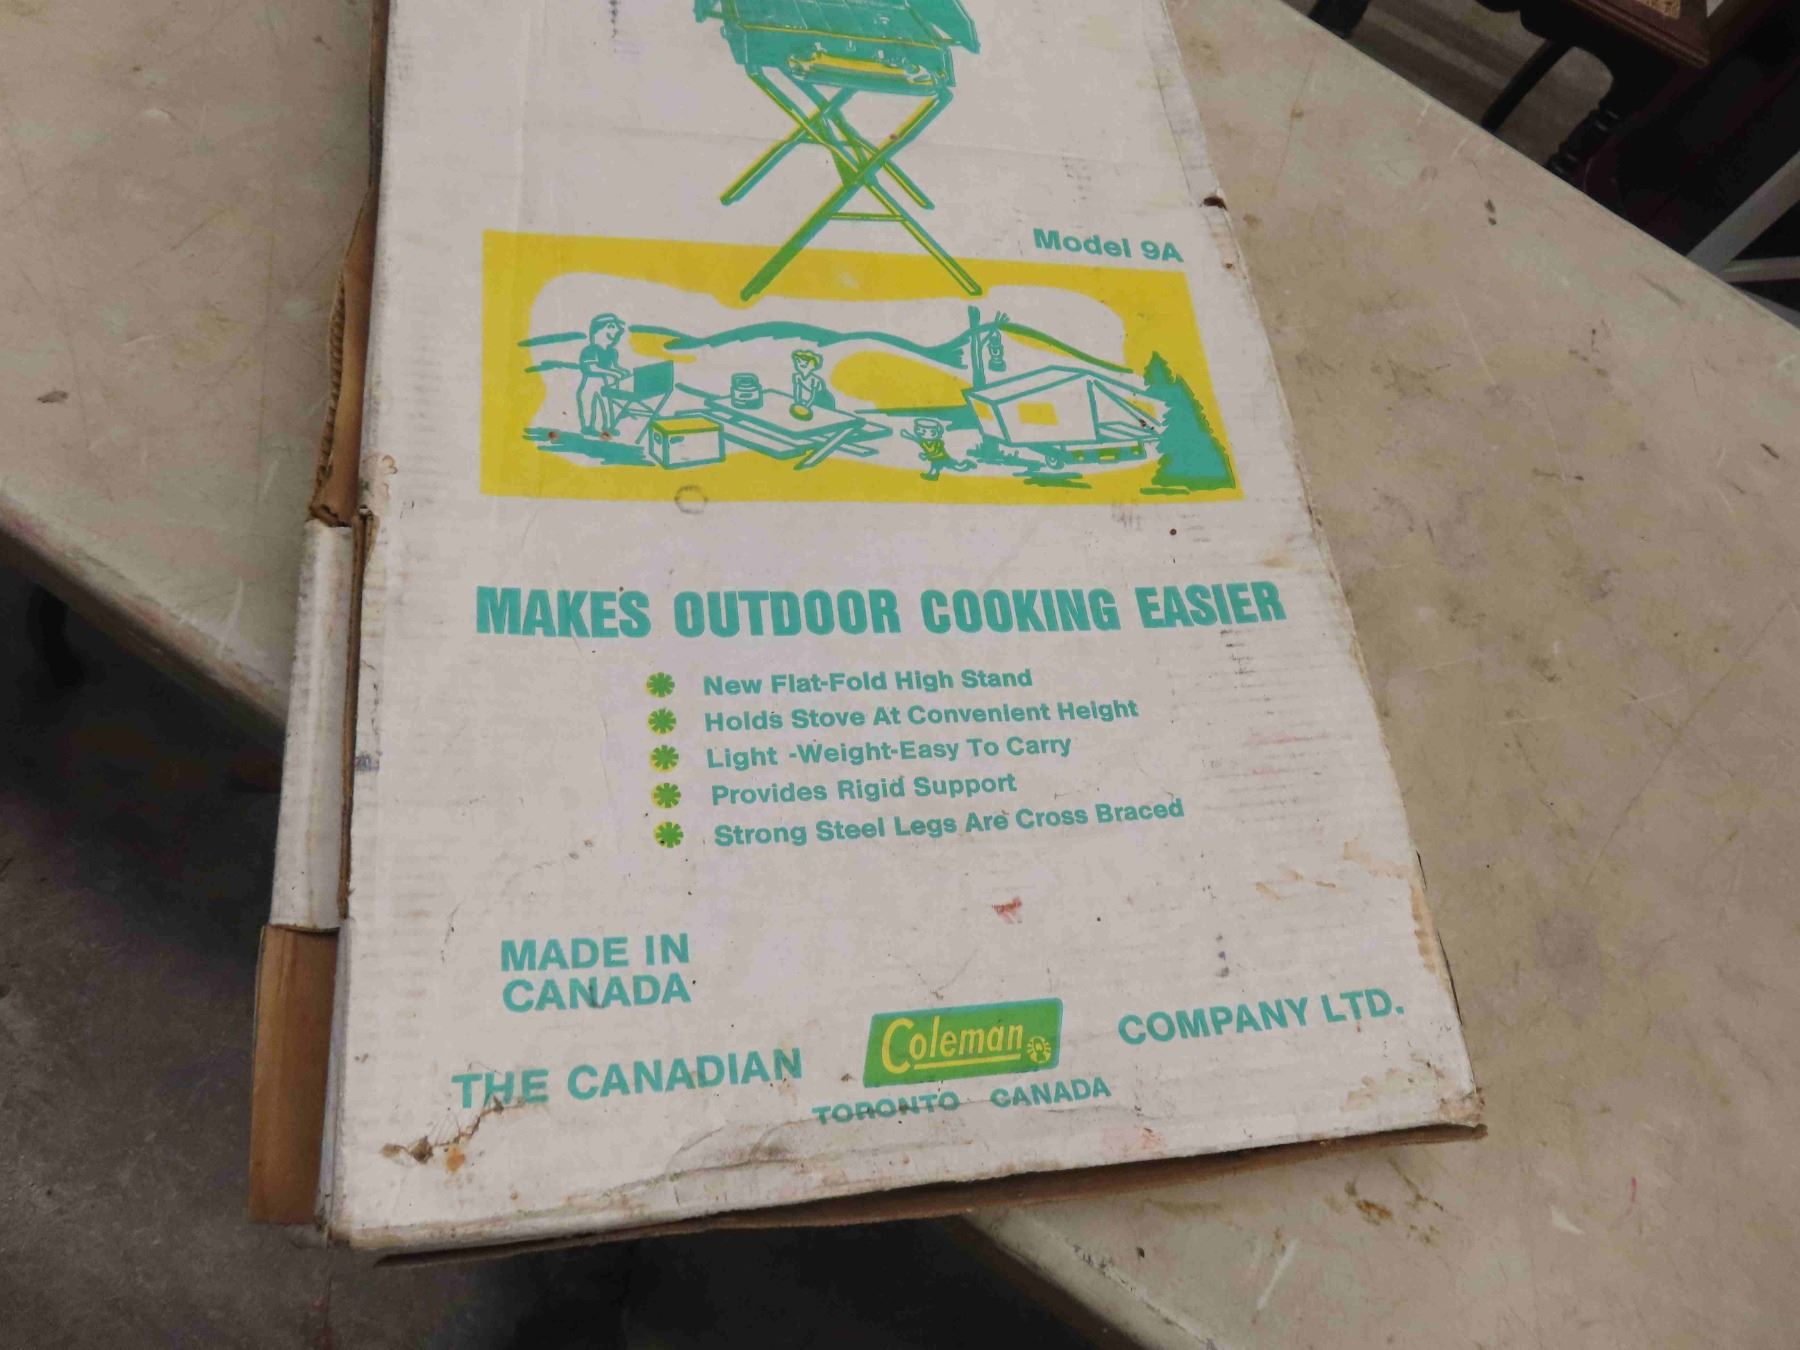 Model 9A
MAKES OUTDOOR COOKING EASIER
New Flat-Fold High Stand
Holds Stove At Convenient Height
Light -Weight-Easy To Carry
Provides Rigid Support
Strong Steel Legs Are Cross Braced
MADE IN
CANADA
THE CANADIAN Coleman COMPANY LTD.
TORONTO CANADA